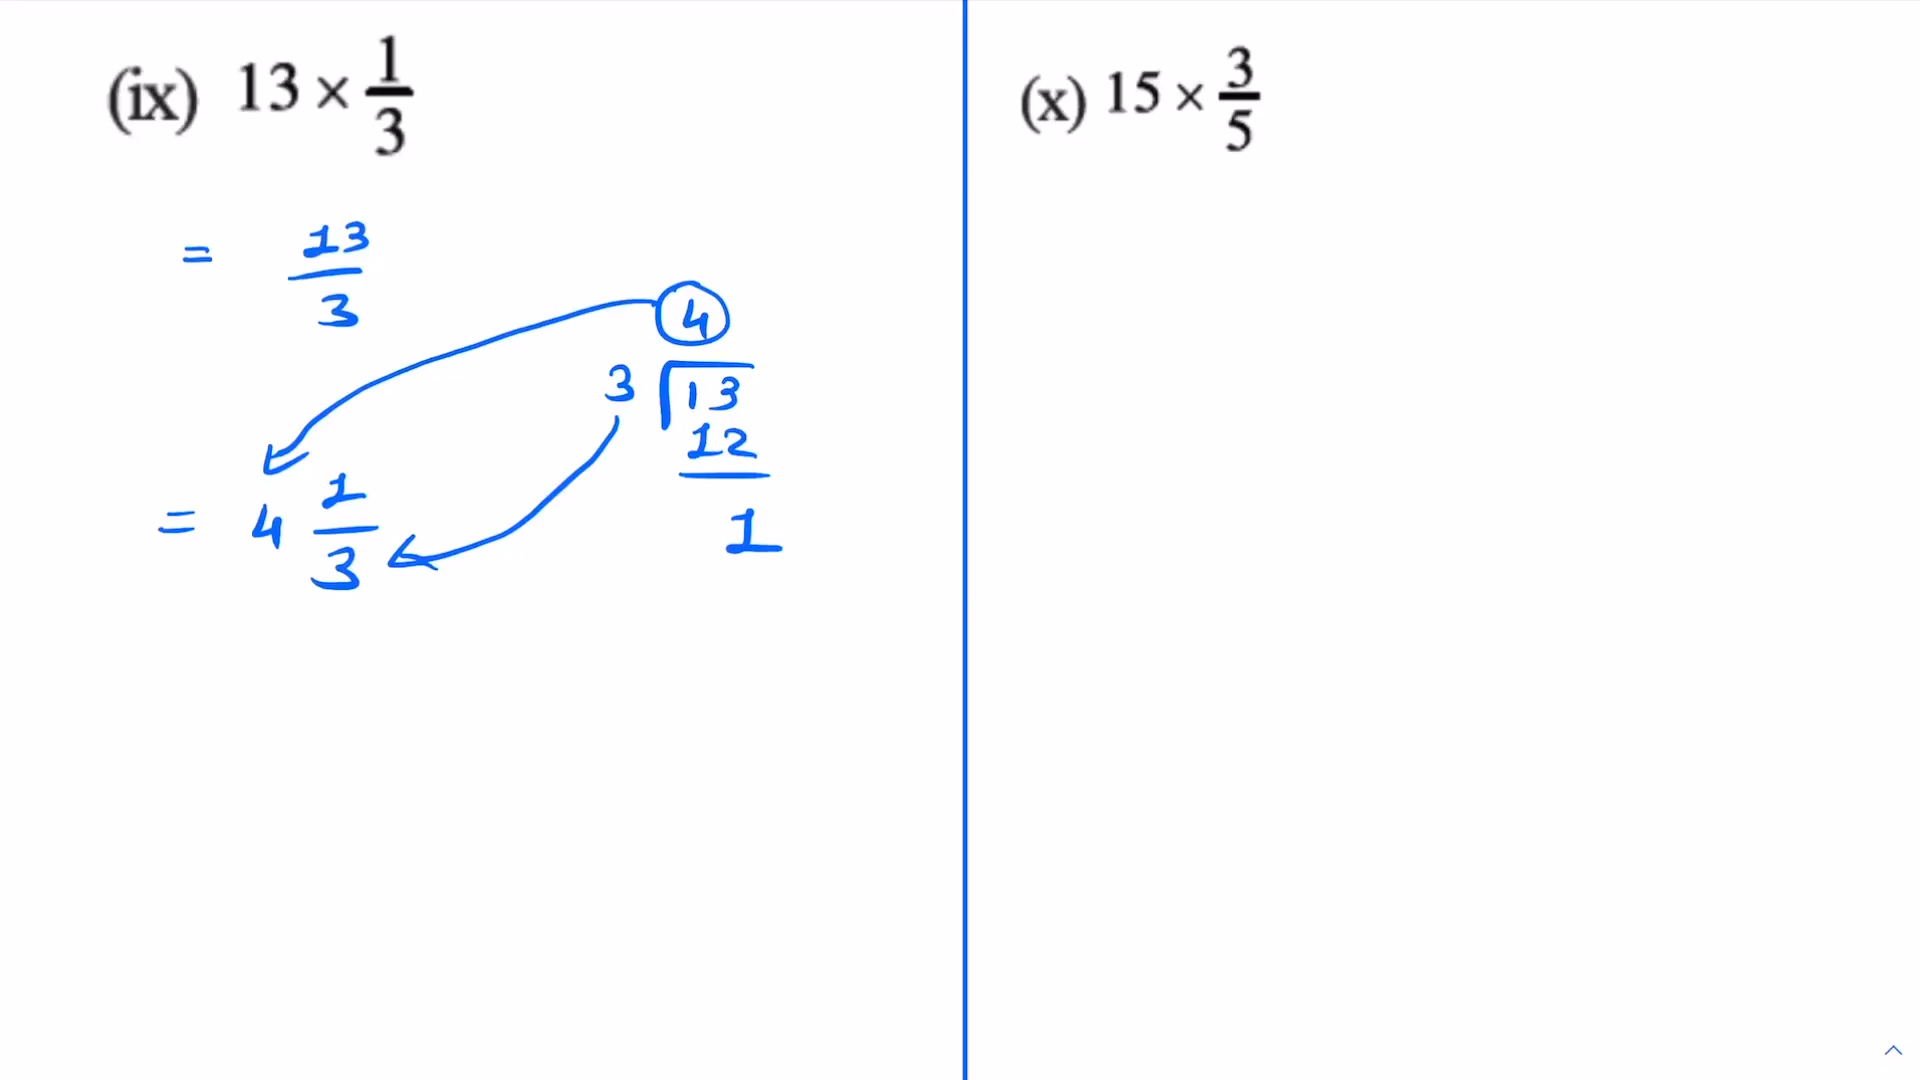 (ix) 13 × 1/3
= 13/3
4
3 13
12
1
= 4 1/3
(x) 15 × 3/5